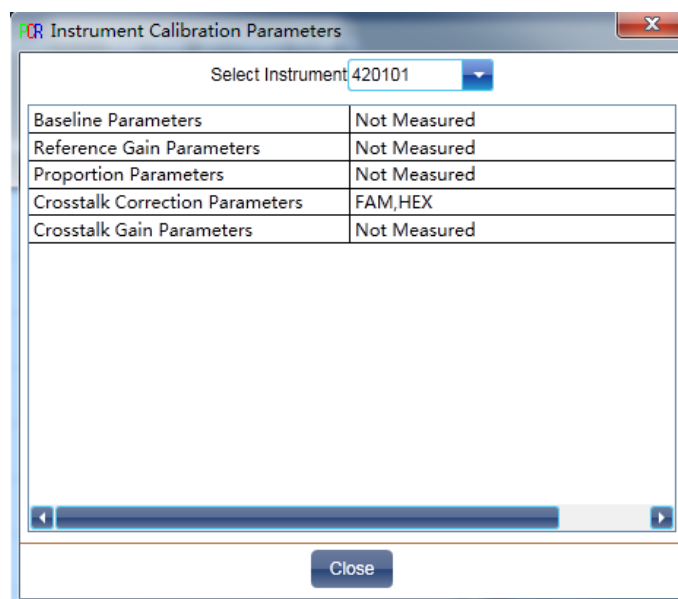 PCR Instrument Calibration Parameters
Select Instrument 420101
Baseline Parameters Not Measured
Reference Gain Parameters Not Measured
Proportion Parameters Not Measured
Crosstalk Correction Parameters FAM,HEX
Crosstalk Gain Parameters Not Measured
Close